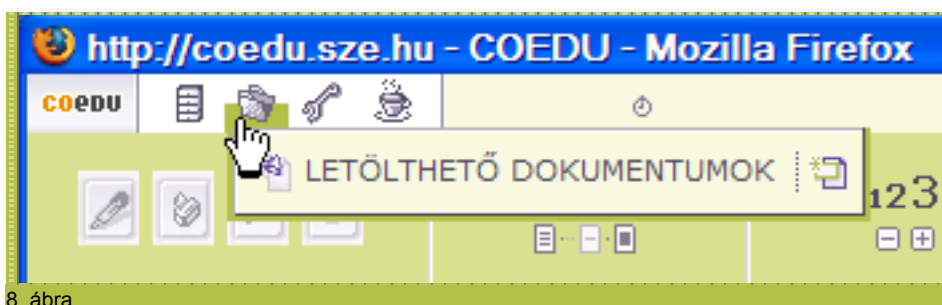 http://coedu.sze.hu - COEDU - Mozilla Firefox
COEDU
LETÖLTHETŐ DOKUMENTUMOK
123
8. ábra